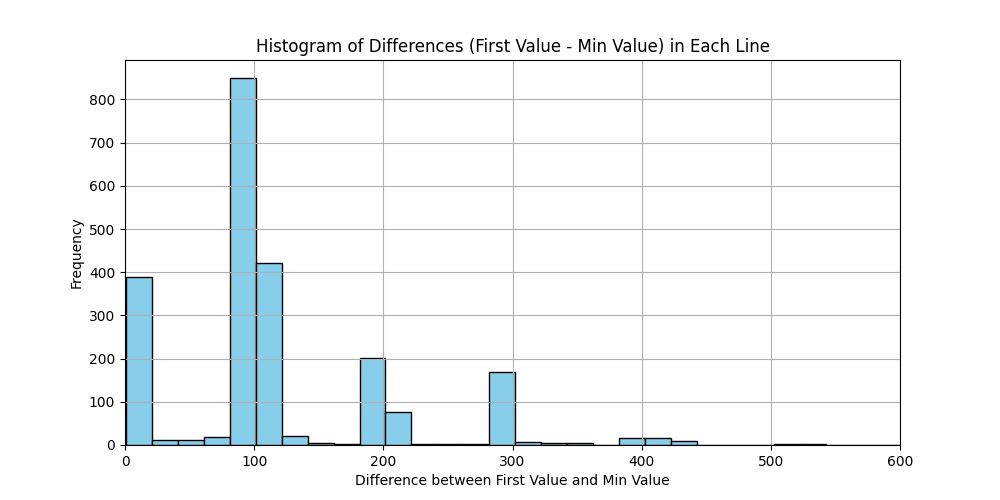 Histogram of Differences (First Value - Min Value) in Each Line
800
700
600
500
400
300
200
100
0
Frequency
0 100 200 300 400 500 600
Difference between First Value and Min Value